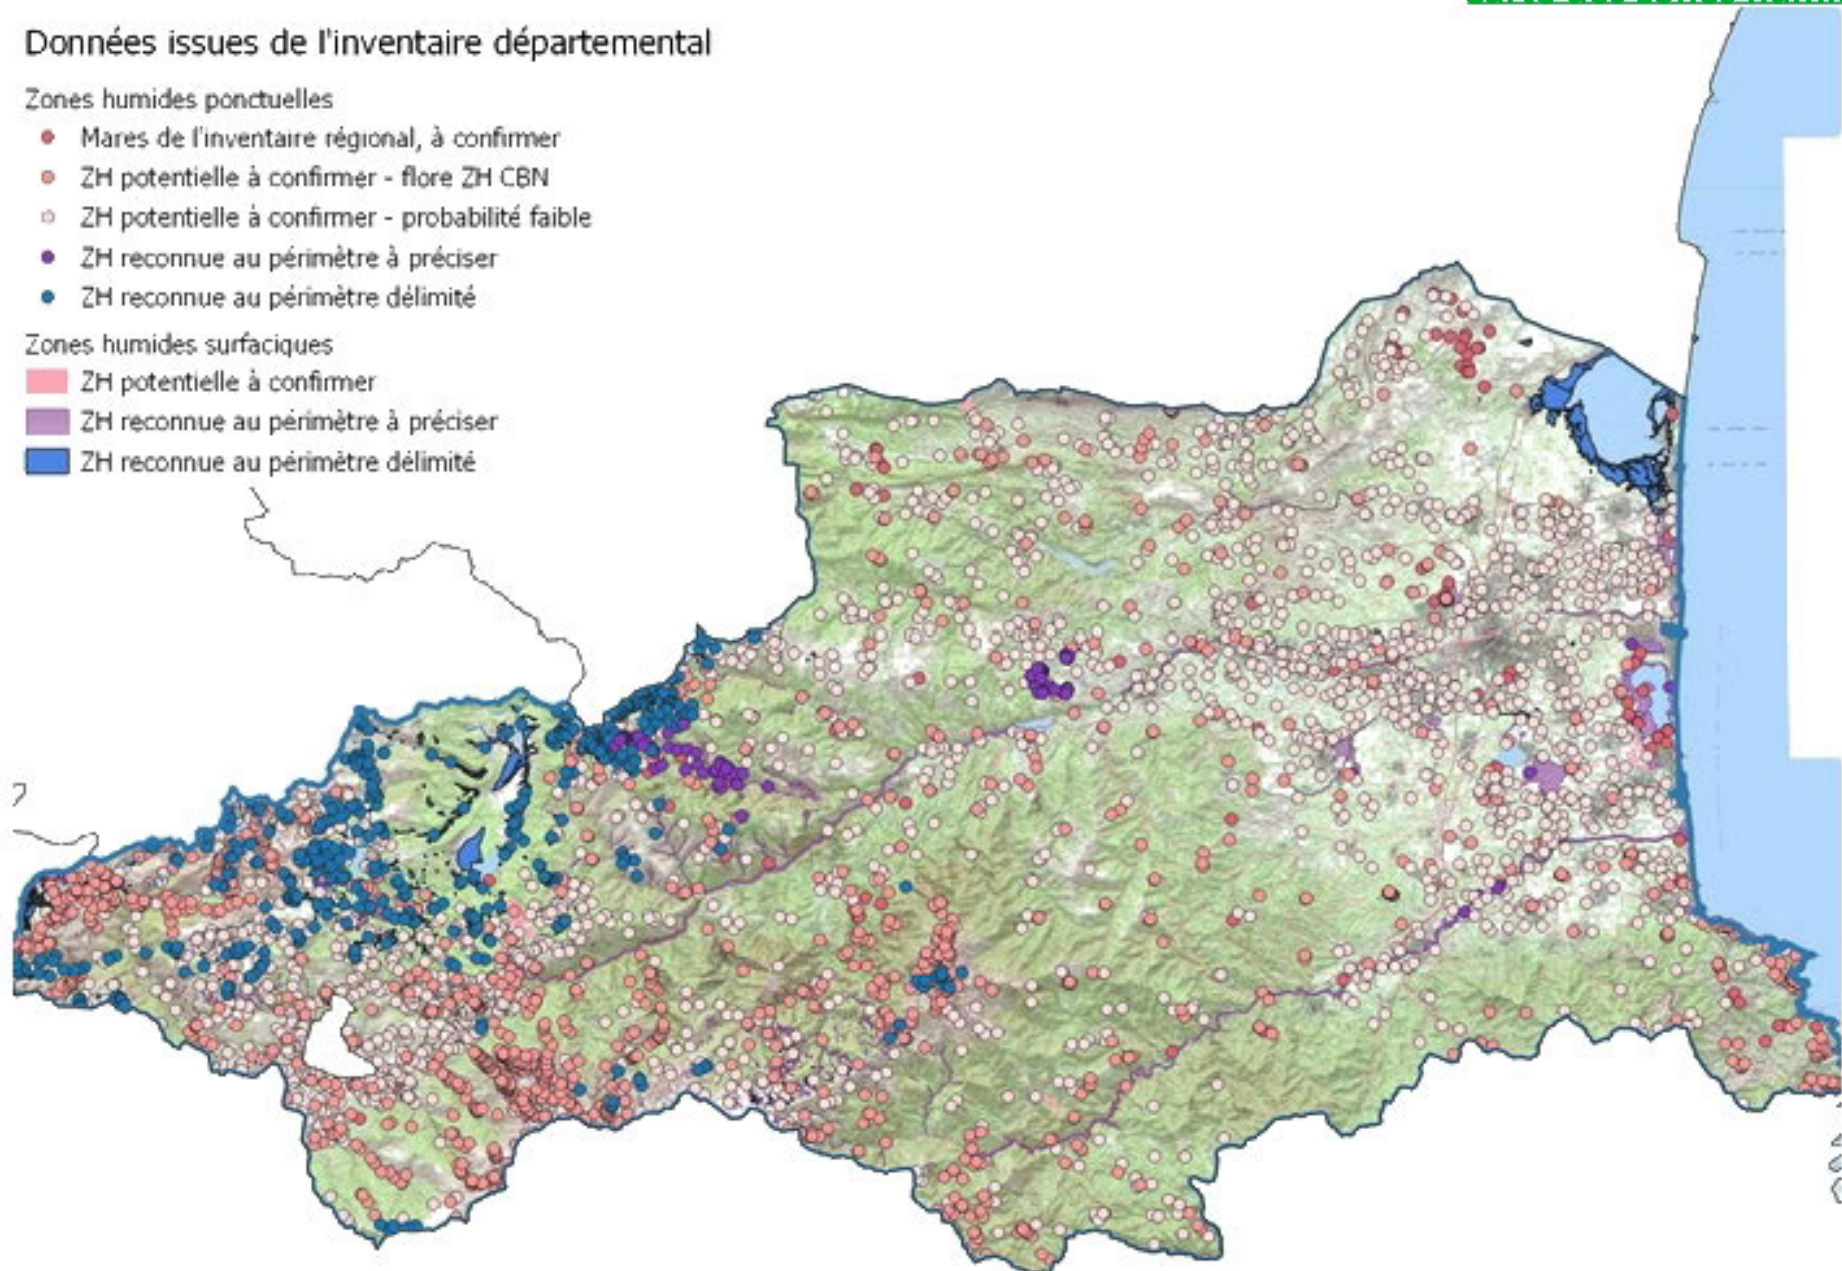 Données issues de l'inventaire départemental
Zones humides ponctuelles
Mares de l'inventaire régional, à confirmer
ZH potentielle à confirmer - flore ZH CBN
ZH potentielle à confirmer - probabilité faible
ZH reconnue au périmètre à préciser
ZH reconnue au périmètre délimité
Zones humides surfaciques
ZH potentielle à confirmer
ZH reconnue au périmètre à préciser
ZH reconnue au périmètre délimité